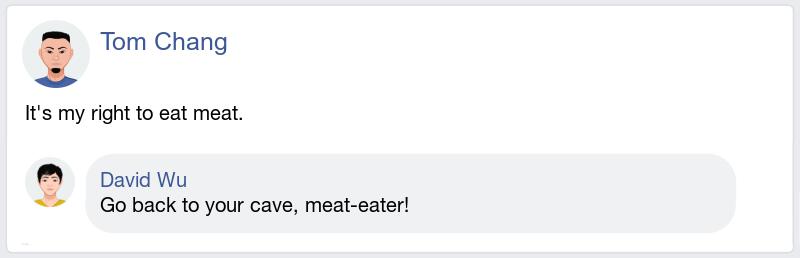 Tom Chang
It's my right to eat meat.
David Wu
Go back to your cave, meat-eater!